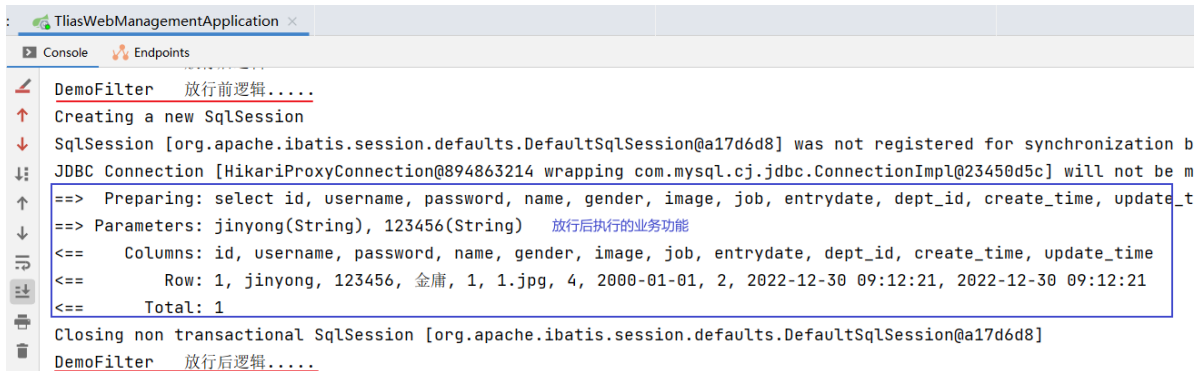 : TliasWebManagementApplication ×
Console Endpoints
DemoFilter 放行前逻辑.....
Creating a new SqlSession
SqlSession [org.apache.ibatis.session.defaults.DefaultSqlSession@a17d6d8] was not registered for synchronization b
JDBC Connection [HikariProxyConnection@894863214 wrapping com.mysql.cj.jdbc.ConnectionImpl@23450d5c] will not be m
==> Preparing: select id, username, password, name, gender, image, job, entrydate, dept_id, create_time, update_t
==> Parameters: jinyong(String), 123456(String) 放行后执行的业务功能
<== Columns: id, username, password, name, gender, image, job, entrydate, dept_id, create_time, update_time
<== Row: 1, jinyong, 123456, 金庸, 1, 1.jpg, 4, 2000-01-01, 2, 2022-12-30 09:12:21, 2022-12-30 09:12:21
<== Total: 1
Closing non transactional SqlSession [org.apache.ibatis.session.defaults.DefaultSqlSession@a17d6d8]
DemoFilter 放行后逻辑.....